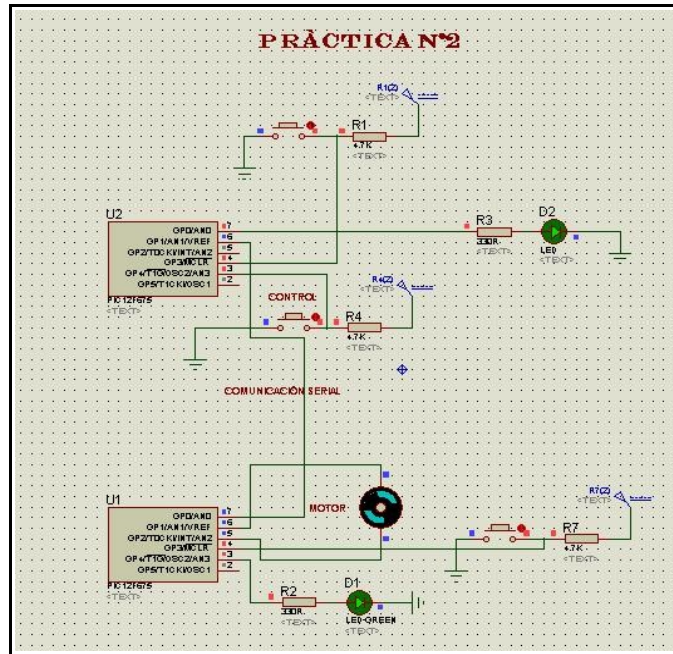 PRÀCTICA Nº2
R1(2)
<TEXT>
R1
4.7K
<TEXT>
U2
GP0/AN0
GP1/AN1/VREF
GP2/T0CKI/INT/AN2
GP3/MCLR
GP4/T1G/OSC2/AN3
GP5/T1CKI/OSC1
7
6
5
4
3
2
PIC12F675
<TEXT>
R3
330R
<TEXT>
D2
LED
<TEXT>
R4(2)
<TEXT>
CONTROL
R4
4.7K
<TEXT>
COMUNICACIÓN SERIAL
U1
GP0/AN0
GP1/AN1/VREF
GP2/T0CKI/INT/AN2
GP3/MCLR
GP4/T1G/OSC2/AN3
GP5/T1CKI/OSC1
7
6
5
4
3
2
PIC12F675
<TEXT>
MOTOR
R7(2)
<TEXT>
R7
4.7K
<TEXT>
R2
330R
<TEXT>
D1
LED-GREEN
<TEXT>